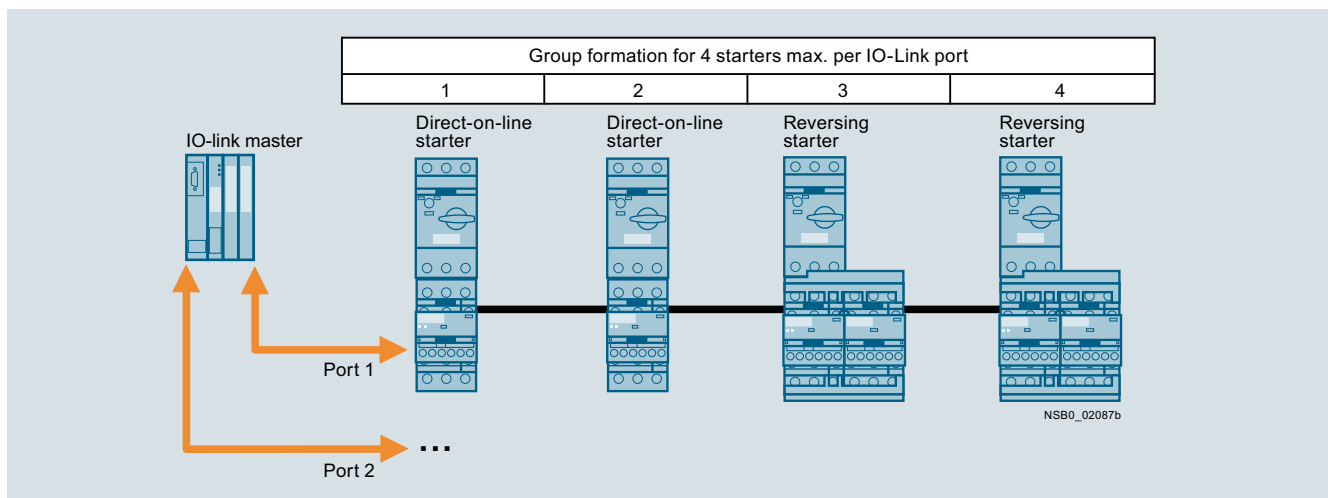 Group formation for 4 starters max. per IO-Link port
1 2 3 4
IO-link master
Direct-on-line
starter
Direct-on-line
starter
Reversing
starter
Reversing
starter
Port 1
NSB0_02087b
...
Port 2